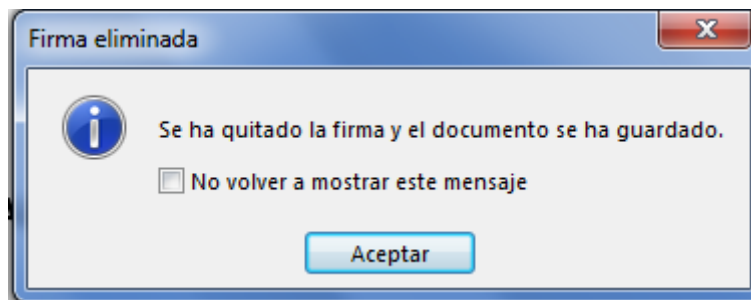 Firma eliminada
Se ha quitado la firma y el documento se ha guardado.
No volver a mostrar este mensaje
Aceptar